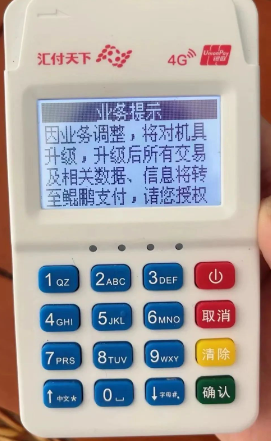 汇付天下
4G
UnionPay
银联
业务提示
因业务调整，将对机具
升级，升级后所有交易
及相关数据、信息将转
至鲲鹏支付，请您授权
1 QZ 2 ABC 3 DEF
4 GHI 5 JKL 6 MNO 取消
7 PRS 8 TUV 9 WXY 清除
↑ 中文* 0 ↓ 字母#, 确认